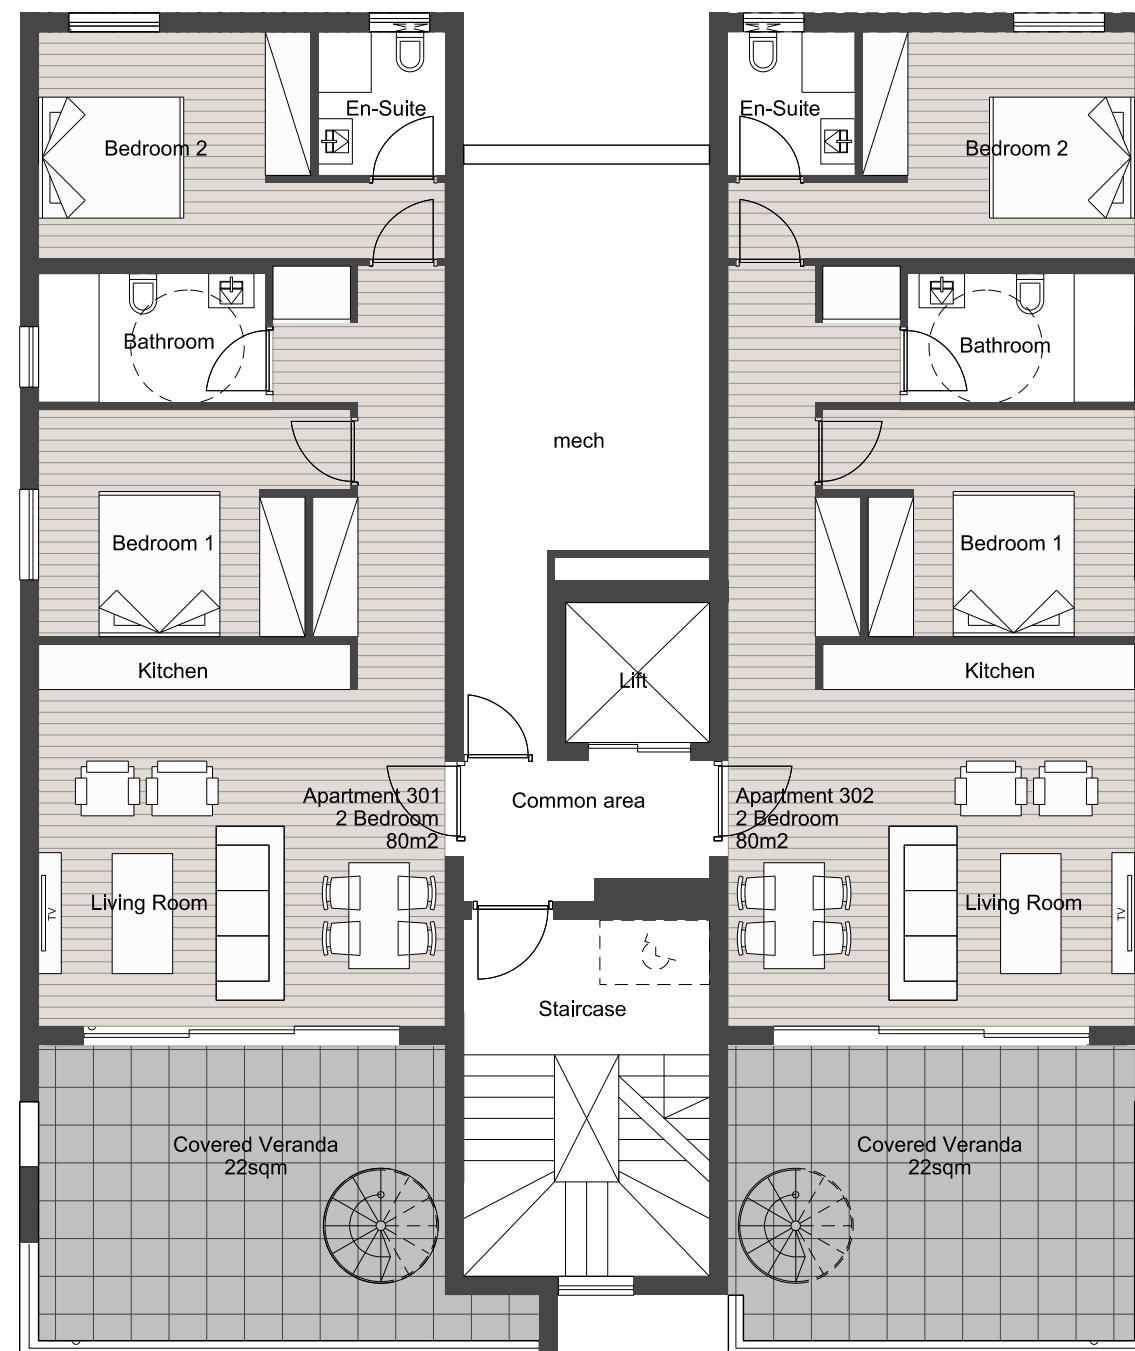 En-Suite
En-Suite
Bedroom 2
Bedroom 2
Bathroom
Bathroom
mech
Bedroom 1
Bedroom 1
Kitchen
Kitchen
Lift
Apartment 301
2 Bedroom
80m2
Common area
Apartment 302
2 Bedroom
80m2
TV
Living Room
Living Room
TV
Staircase
Covered Veranda
22sqm
Covered Veranda
22sqm